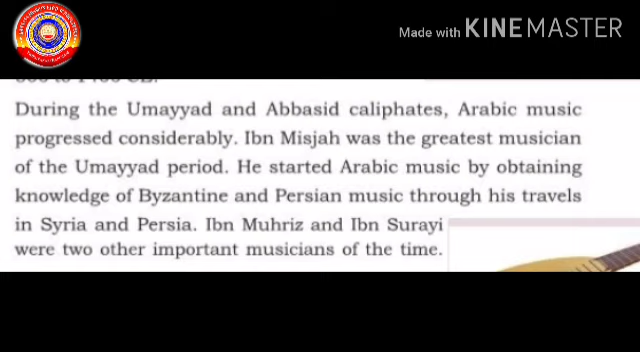 Made with KINEMASTER
During the Umayyad and Abbasid caliphates, Arabic music
progressed considerably. Ibn Misjah was the greatest musician
of the Umayyad period. He started Arabic music by obtaining
knowledge of Byzantine and Persian music through his travels
in Syria and Persia. Ibn Muhriz and Ibn Surayi
were two other important musicians of the time.